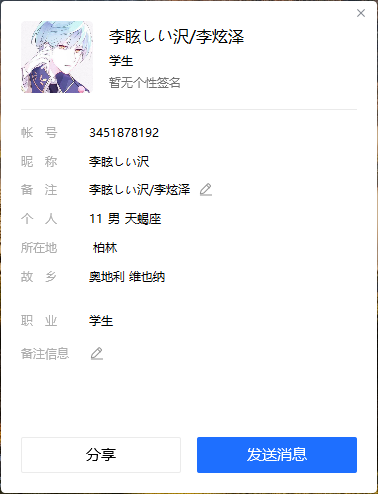 李眩しい沢/李炫泽
学生
暂无个性签名
帐 号 3451878192
昵 称 李眩しい沢
备 注 李眩しい沢/李炫泽
个 人 11 男 天蝎座
所在地 柏林
故 乡 奥地利 维也纳
职 业 学生
备注信息
分享 发送消息